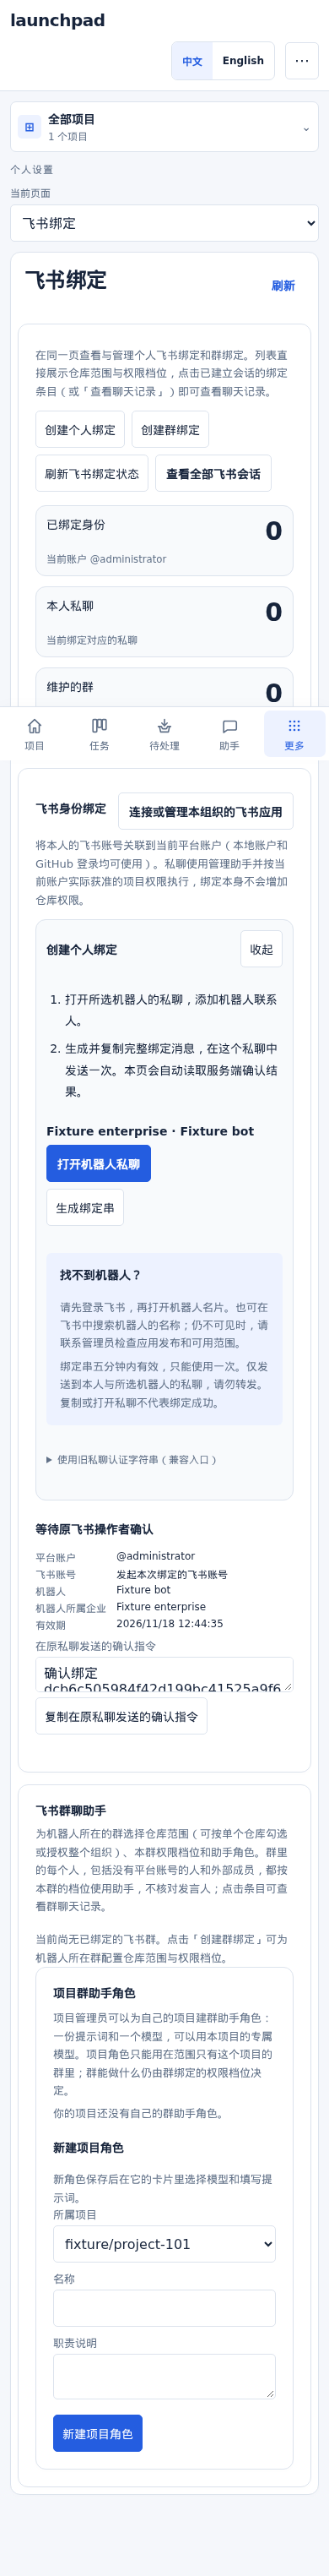 launchpad
中文
English
⋯
全部项目
1 个项目
个人设置
当前页面
飞书绑定
飞书绑定
刷新
在同一页查看与管理个人飞书绑定和群绑定。列表直
接展示仓库范围与权限档位，点击已建立会话的绑定
条目（或「查看聊天记录」）即可查看聊天记录。
创建个人绑定
创建群绑定
刷新飞书绑定状态
查看全部飞书会话
已绑定身份
0
当前账户 @administrator
本人私聊
0
当前绑定对应的私聊
维护的群
0
项目
任务
待处理
助手
更多
飞书身份绑定
连接或管理本组织的飞书应用
将本人的飞书账号关联到当前平台账户（本地账户和
GitHub 登录均可使用）。私聊使用管理助手并按当
前账户实际获准的项目权限执行，绑定本身不会增加
仓库权限。
创建个人绑定
收起
1. 打开所选机器人的私聊，添加机器人联系
人。
2. 生成并复制完整绑定消息，在这个私聊中
发送一次。本页会自动读取服务端确认结
果。
Fixture enterprise · Fixture bot
打开机器人私聊
生成绑定串
找不到机器人？
请先登录飞书，再打开机器人名片。也可在
飞书中搜索机器人的名称；仍不可见时，请
联系管理员检查应用发布和可用范围。
绑定串五分钟内有效，只能使用一次。仅发
送到本人与所选机器人的私聊，请勿转发。
复制或打开私聊不代表绑定成功。
使用旧私聊认证字符串（兼容入口）
等待原飞书操作者确认
平台账户 @administrator
飞书账号 发起本次绑定的飞书账号
机器人 Fixture bot
机器人所属企业 Fixture enterprise
有效期 2026/11/18 12:44:35
在原私聊发送的确认指令
确认绑定
dcb6c505984f42d199bc41525a9f6
复制在原私聊发送的确认指令
飞书群聊助手
为机器人所在的群选择仓库范围（可按单个仓库勾选
或授权整个组织）、本群权限档位和助手角色。群里
的每个人，包括没有平台账号的人和外部成员，都按
本群的档位使用助手，不核对发言人；点击条目可查
看群聊天记录。
当前尚无已绑定的飞书群。点击「创建群绑定」可为
机器人所在群配置仓库范围与权限档位。
项目群助手角色
项目管理员可以为自己的项目建群助手角色：
一份提示词和一个模型，可以用本项目的专属
模型。项目角色只能用在范围只有这个项目的
群里；群能做什么仍由群绑定的权限档位决
定。
你的项目还没有自己的群助手角色。
新建项目角色
新角色保存后在它的卡片里选择模型和填写提
示词。
所属项目
fixture/project-101
名称
职责说明
新建项目角色